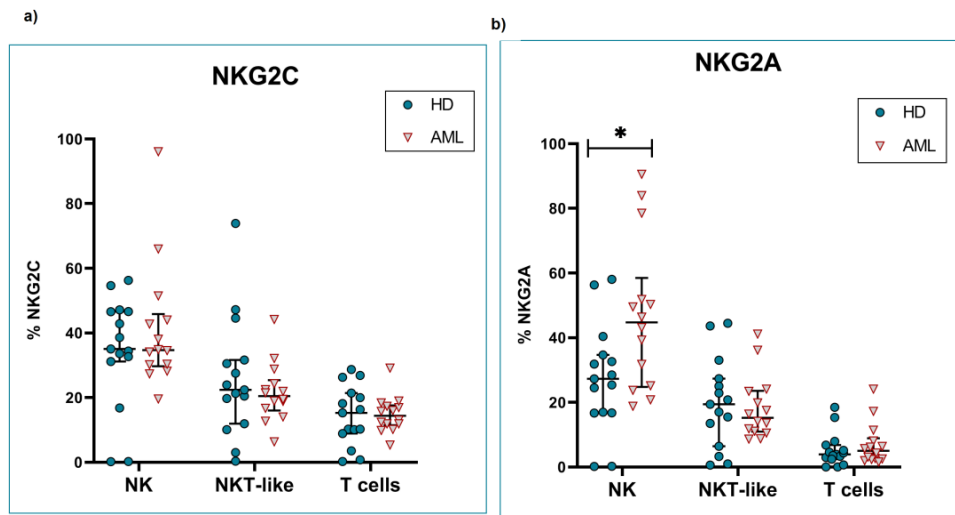 a)
NKG2C
HD
AML
100
80
60
40
20
0
% NKG2C
NK NKT-like T cells
b)
NKG2A
HD
AML
*
100
80
60
40
20
0
% NKG2A
NK NKT-like T cells